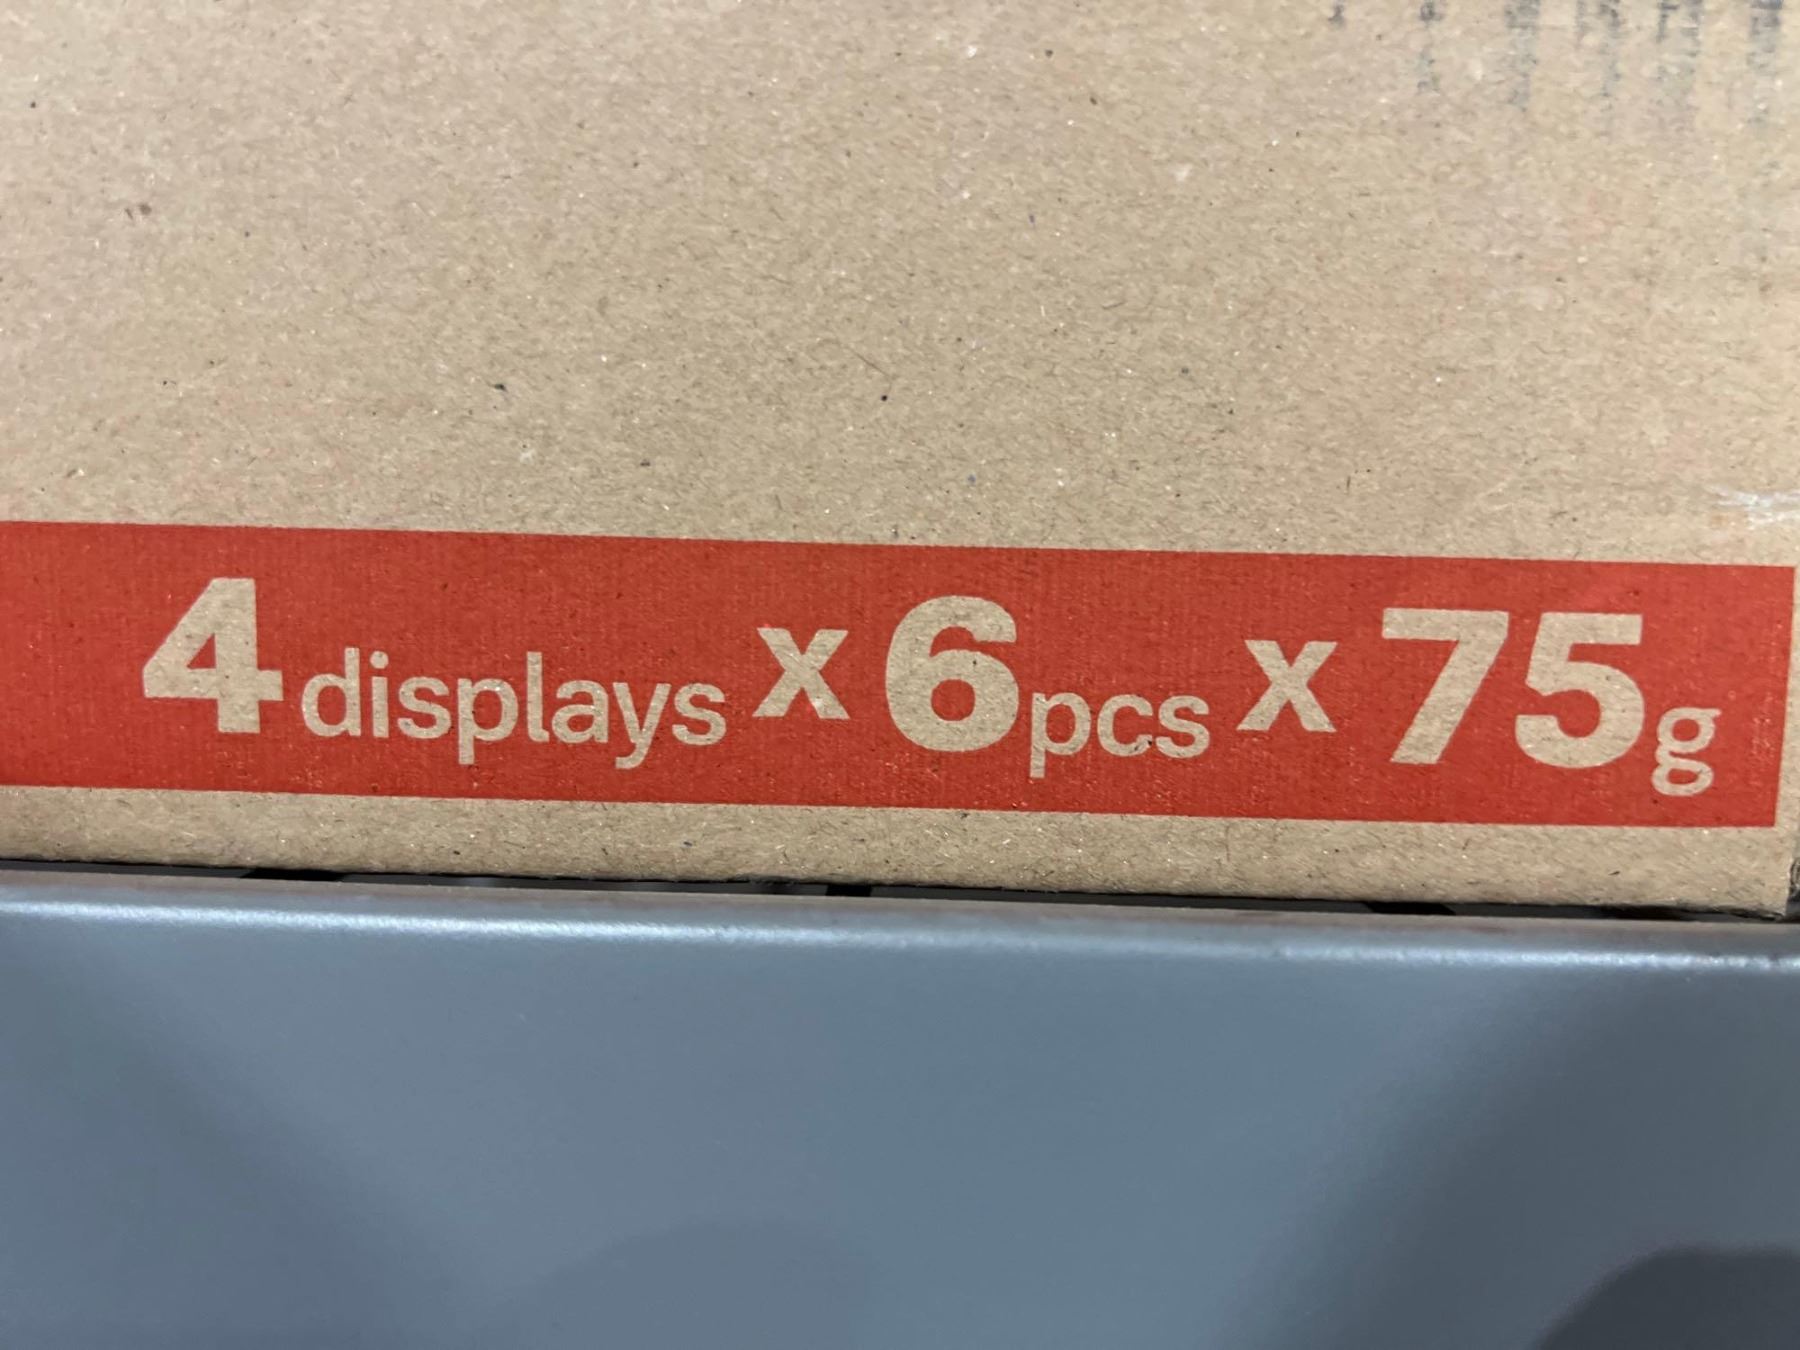 4 displays x 6 pcs x 75 g